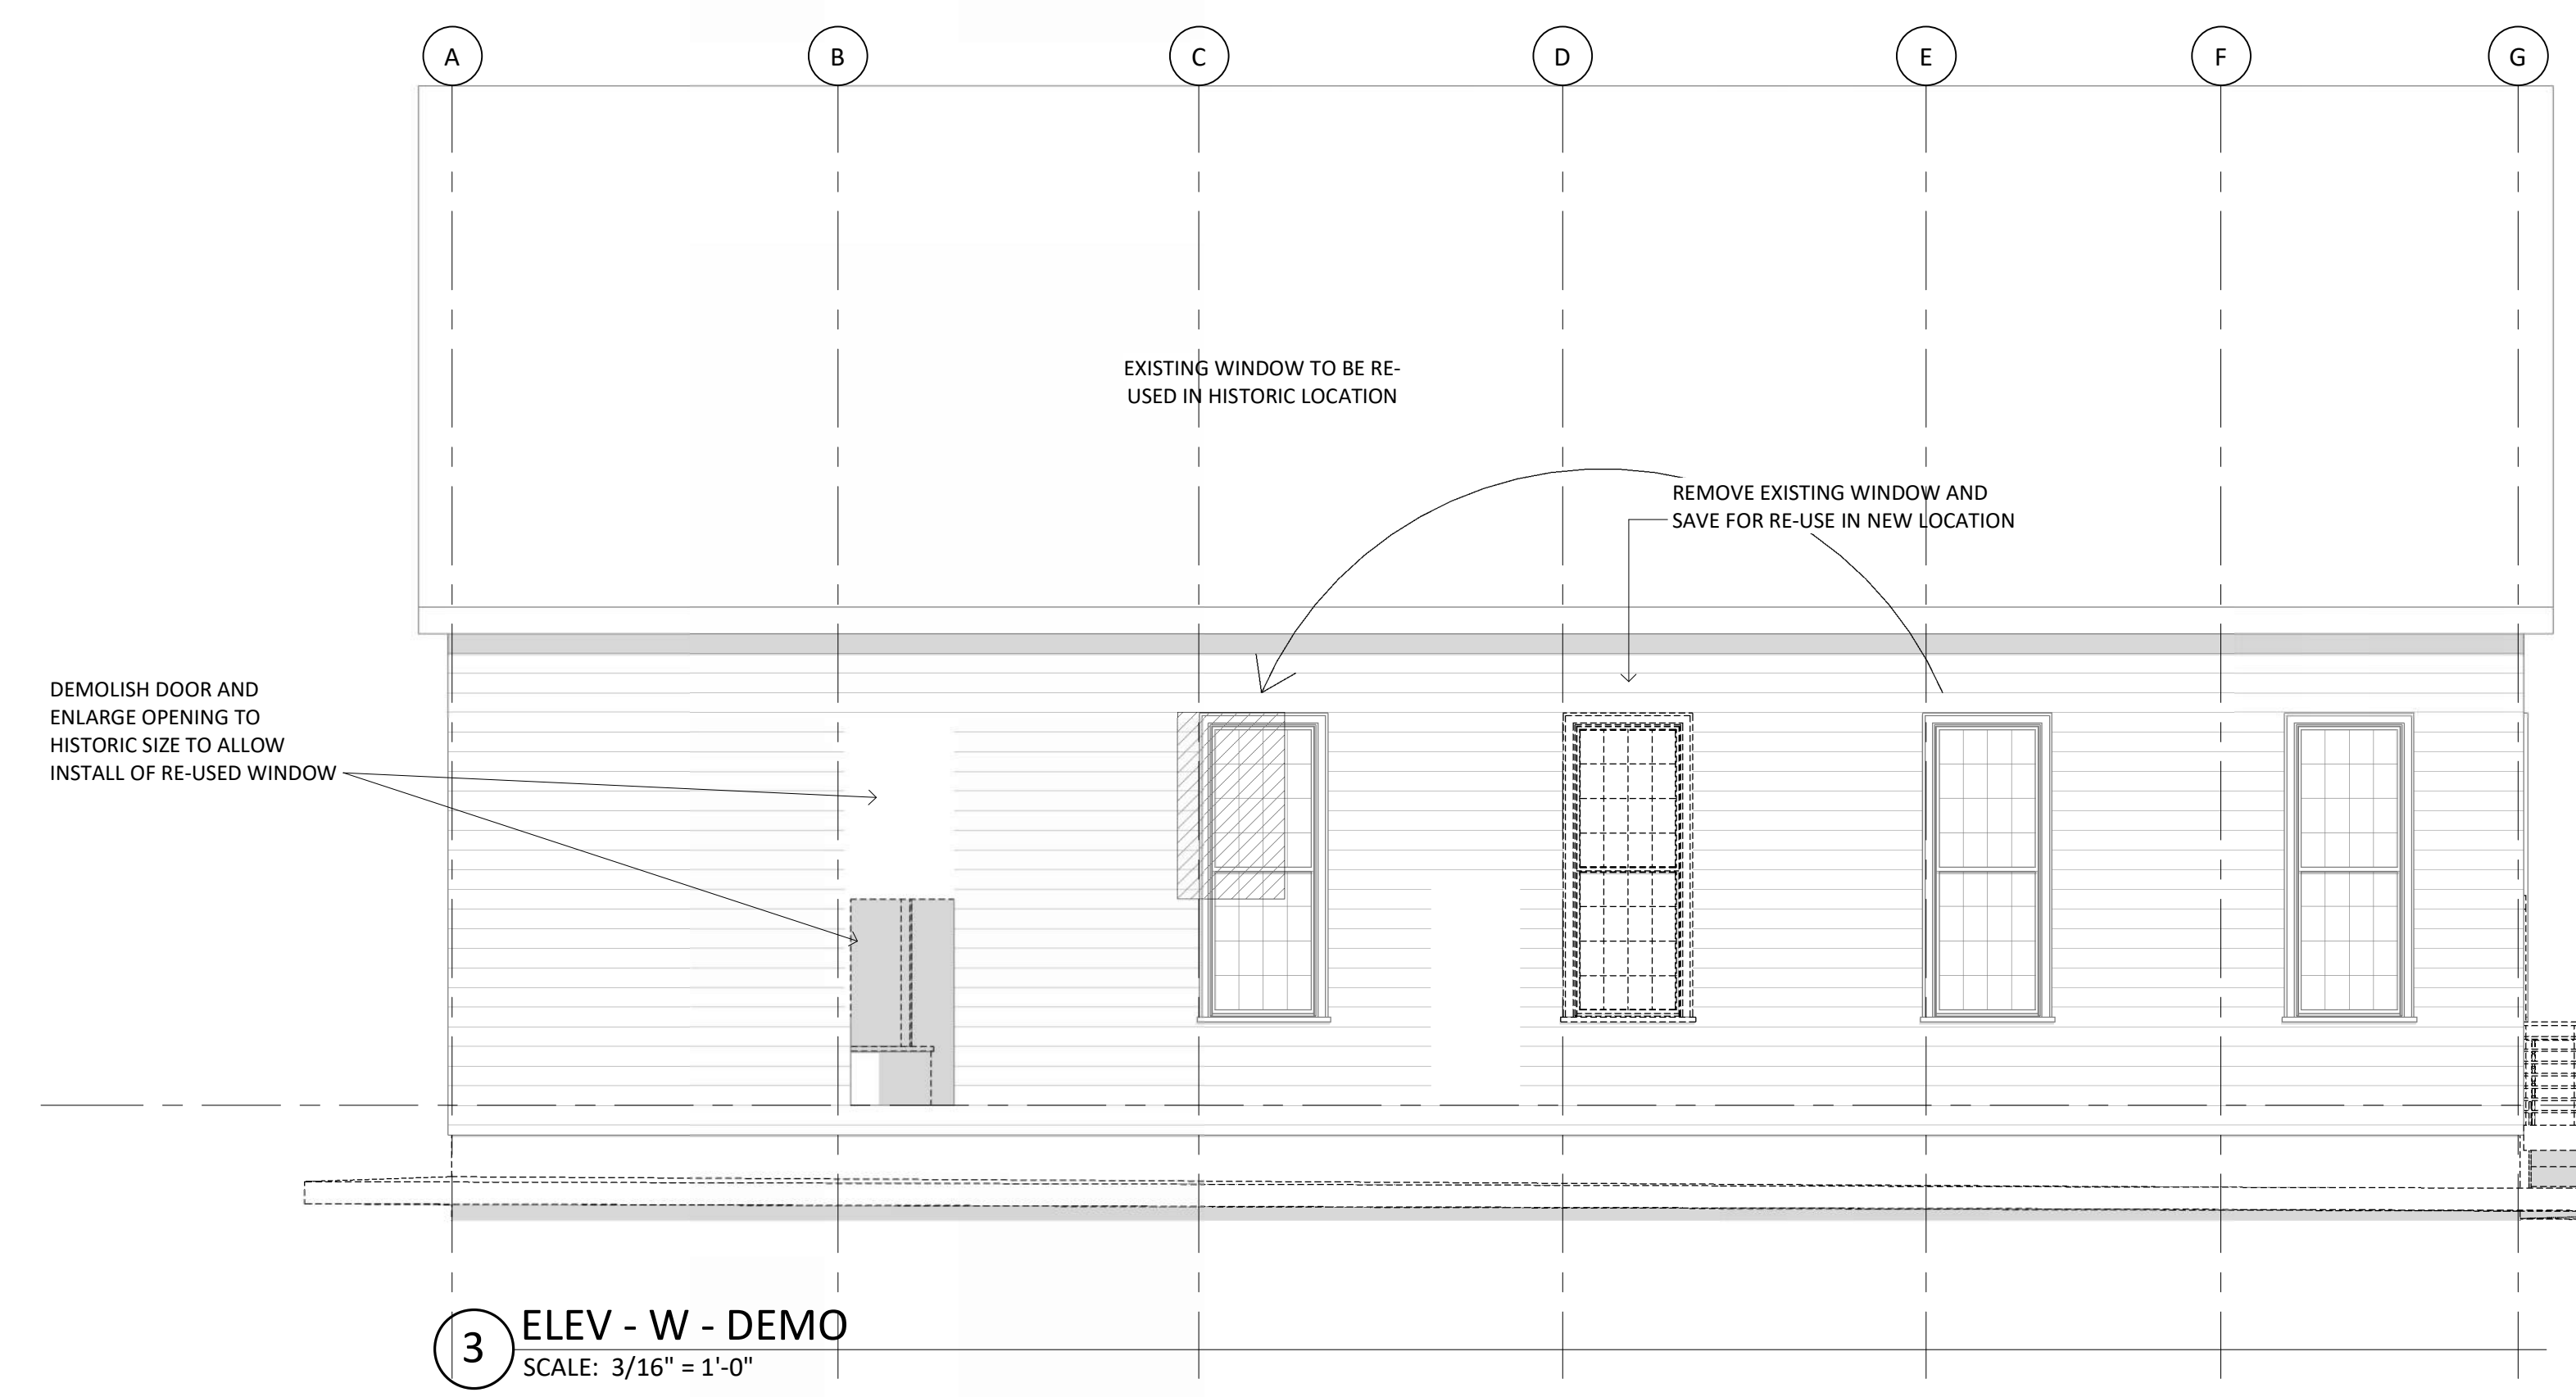 A
B
C
D
E
F
G
EXISTING WINDOW TO BE RE-
USED IN HISTORIC LOCATION
REMOVE EXISTING WINDOW AND
SAVE FOR RE-USE IN NEW LOCATION
DEMOLISH DOOR AND
ENLARGE OPENING TO
HISTORIC SIZE TO ALLOW
INSTALL OF RE-USED WINDOW
3
ELEV - W - DEMO
SCALE: 3/16" = 1'-0"